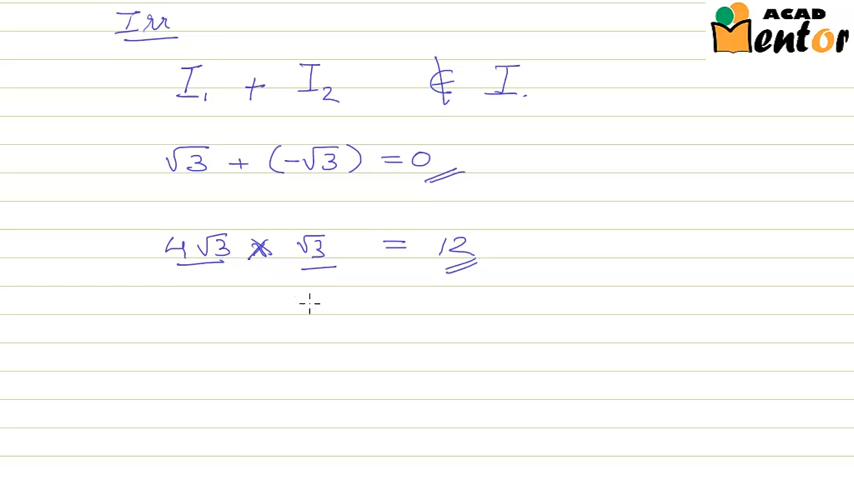 ACAD
Mentor
Irr
I₁ + I₂ ∉ I.
√3 + (-√3) = 0
4√3 × √3 = 12